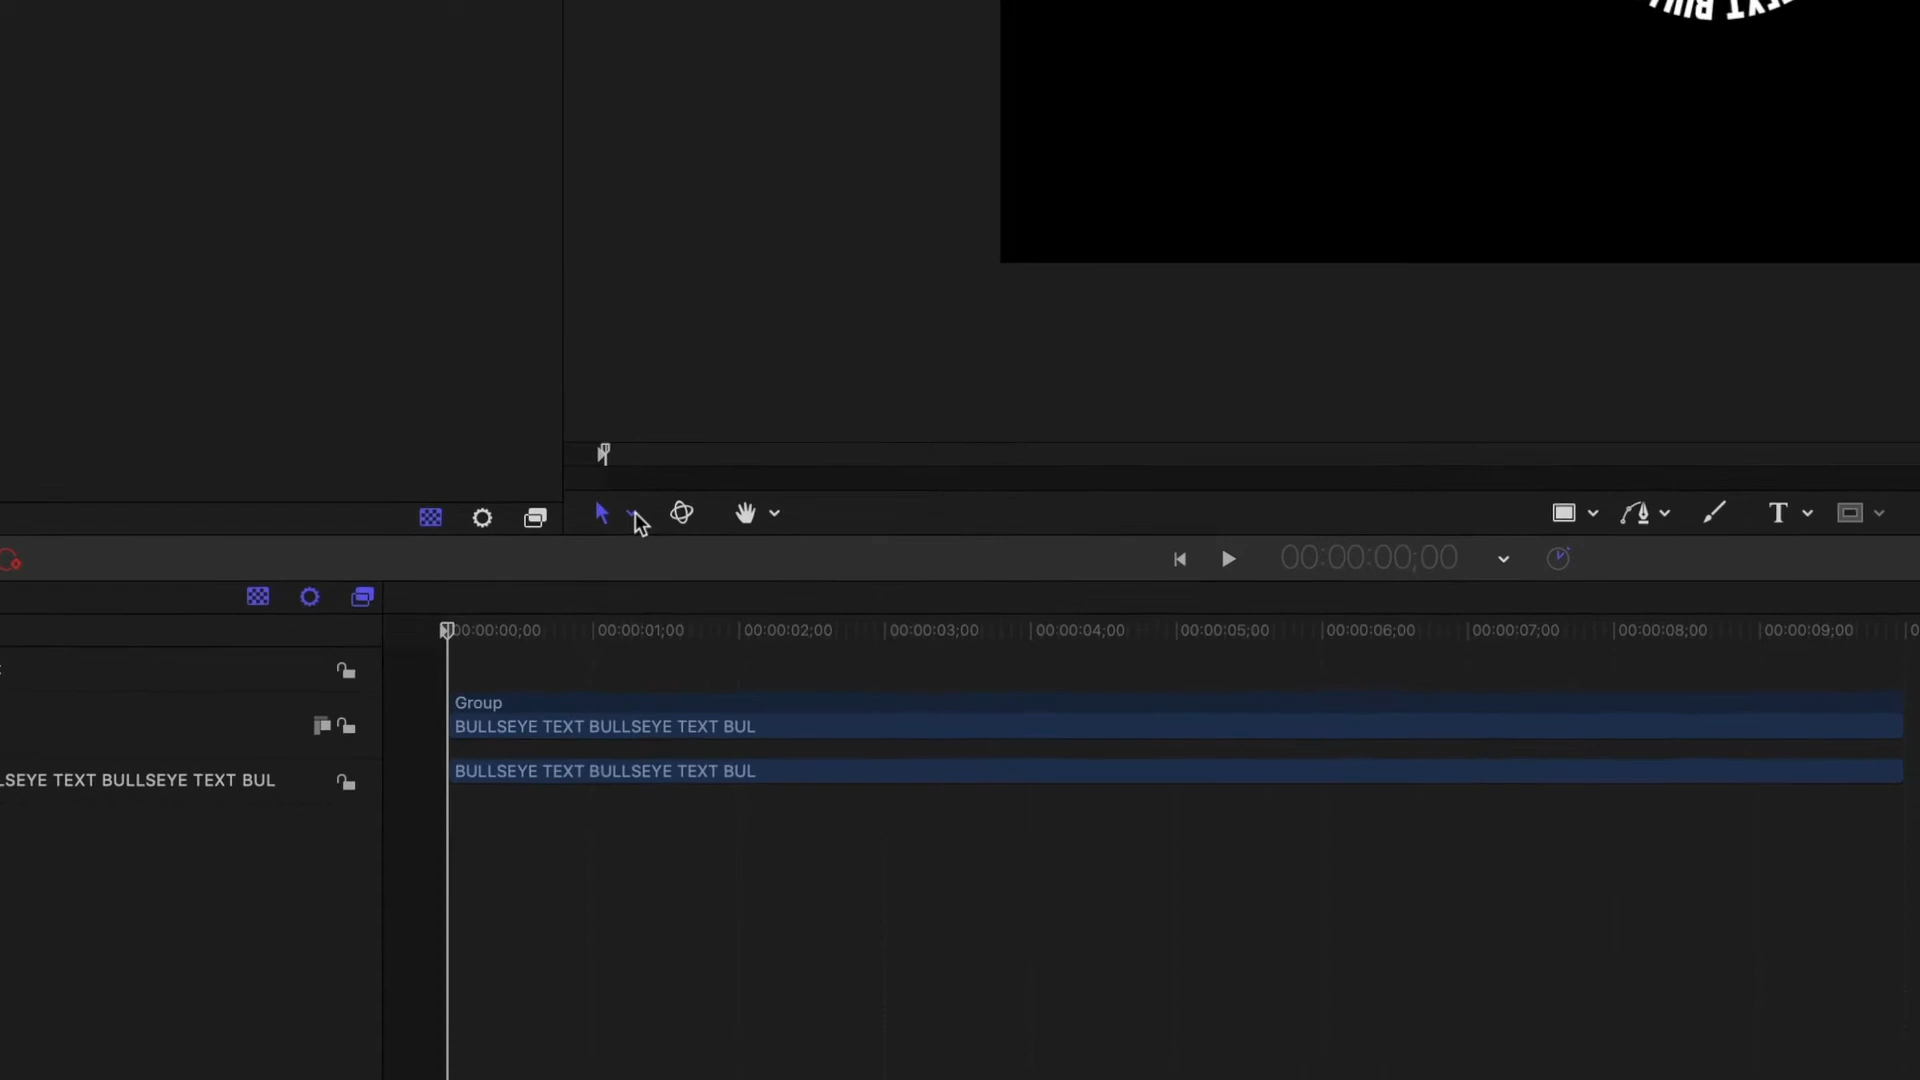 TEXT BUL
00:00:00;00
00:00:00;00 00:00:01;00 00:00:02;00 00:00:03;00 00:00:04;00 00:00:05;00 00:00:06;00 00:00:07;00 00:00:08;00 00:00:09;00
Group
BULLSEYE TEXT BULLSEYE TEXT BUL
BULLSEYE TEXT BULLSEYE TEXT BUL
LSEYE TEXT BULLSEYE TEXT BUL